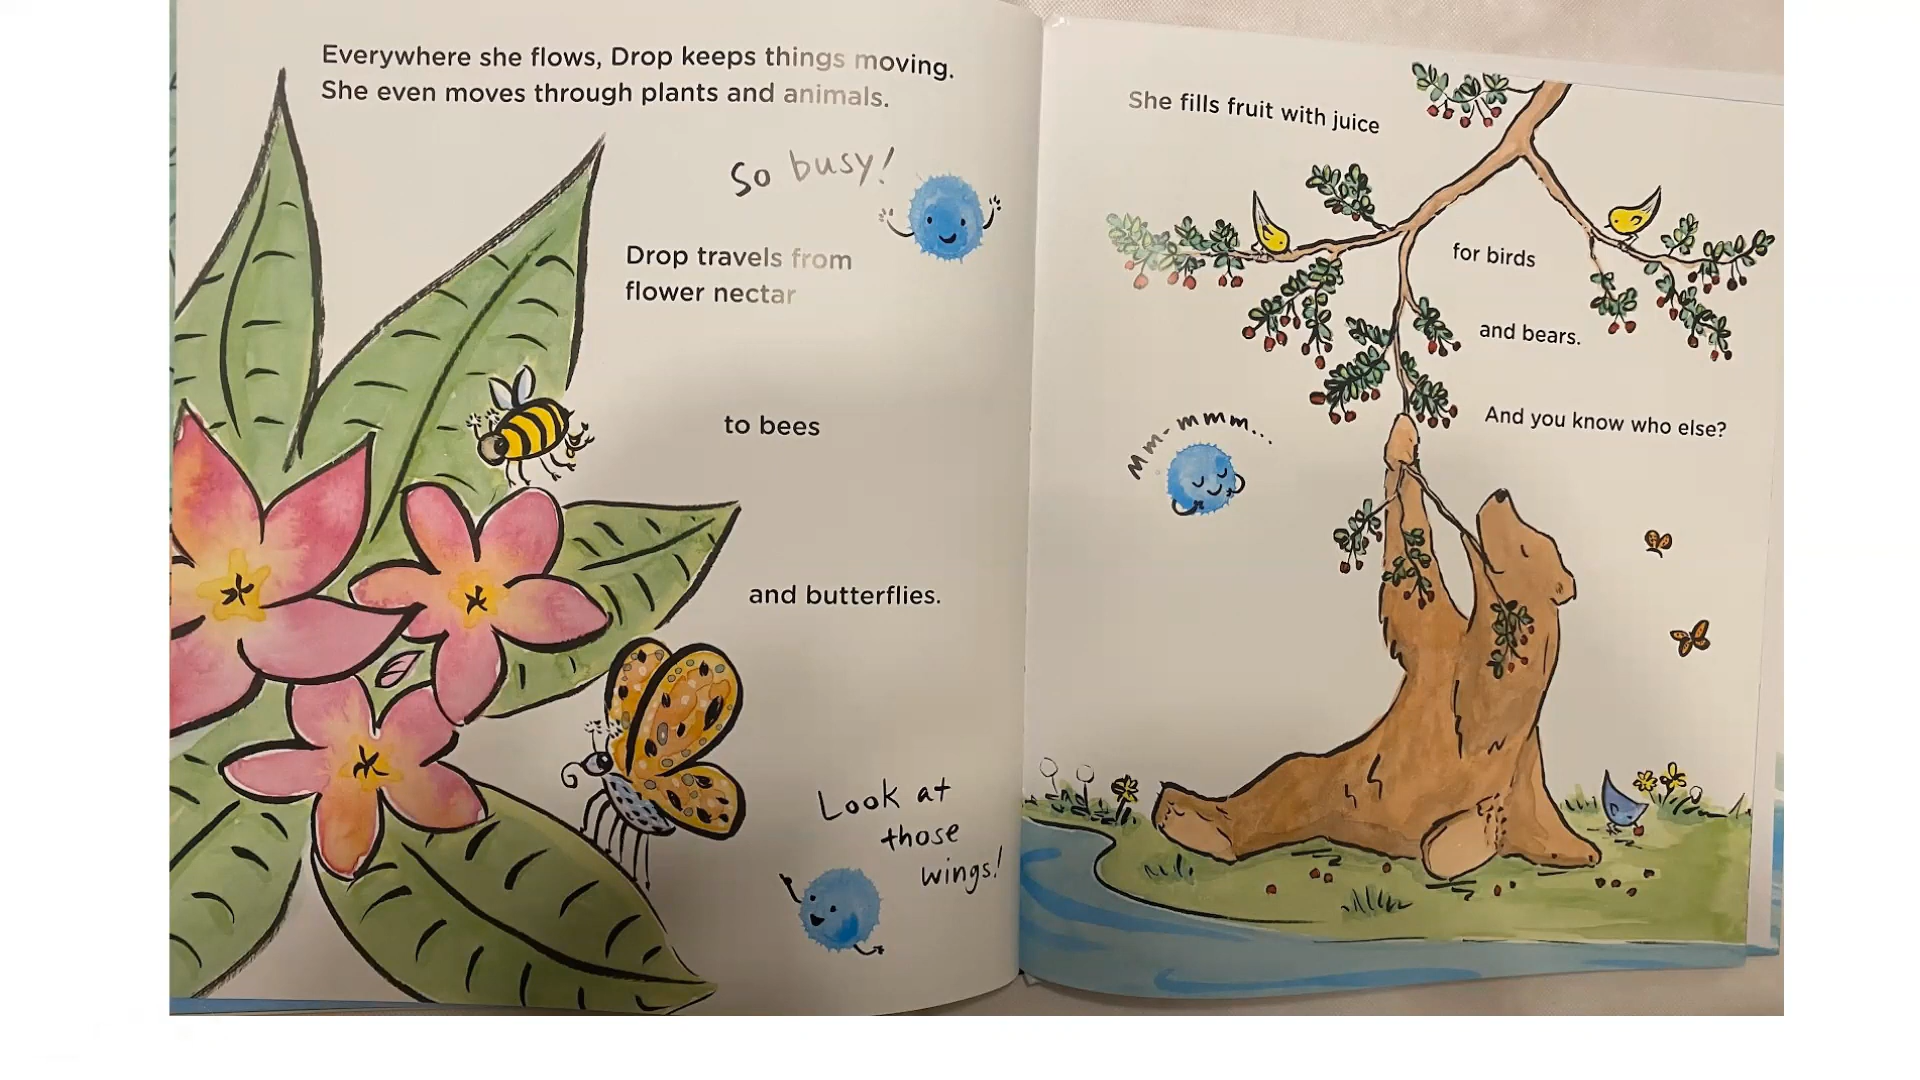 Everywhere she flows, Drop keeps things moving.
She even moves through plants and animals.
So busy!
Drop travels from
flower nectar
to bees
and butterflies.
Look at
those
wings!
She fills fruit with juice
for birds
and bears.
And you know who else?
Mm-mmm...